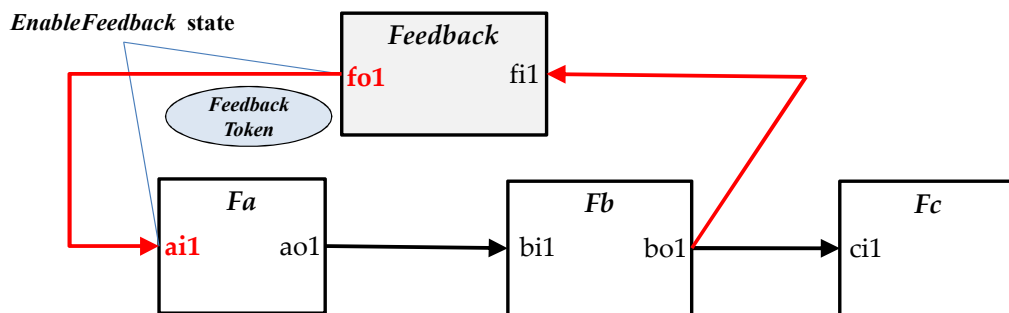 EnableFeedback state
Feedback
fo1
fi1
Feedback
Token
Fa
Fb
Fc
ai1
ao1
bi1
bo1
ci1